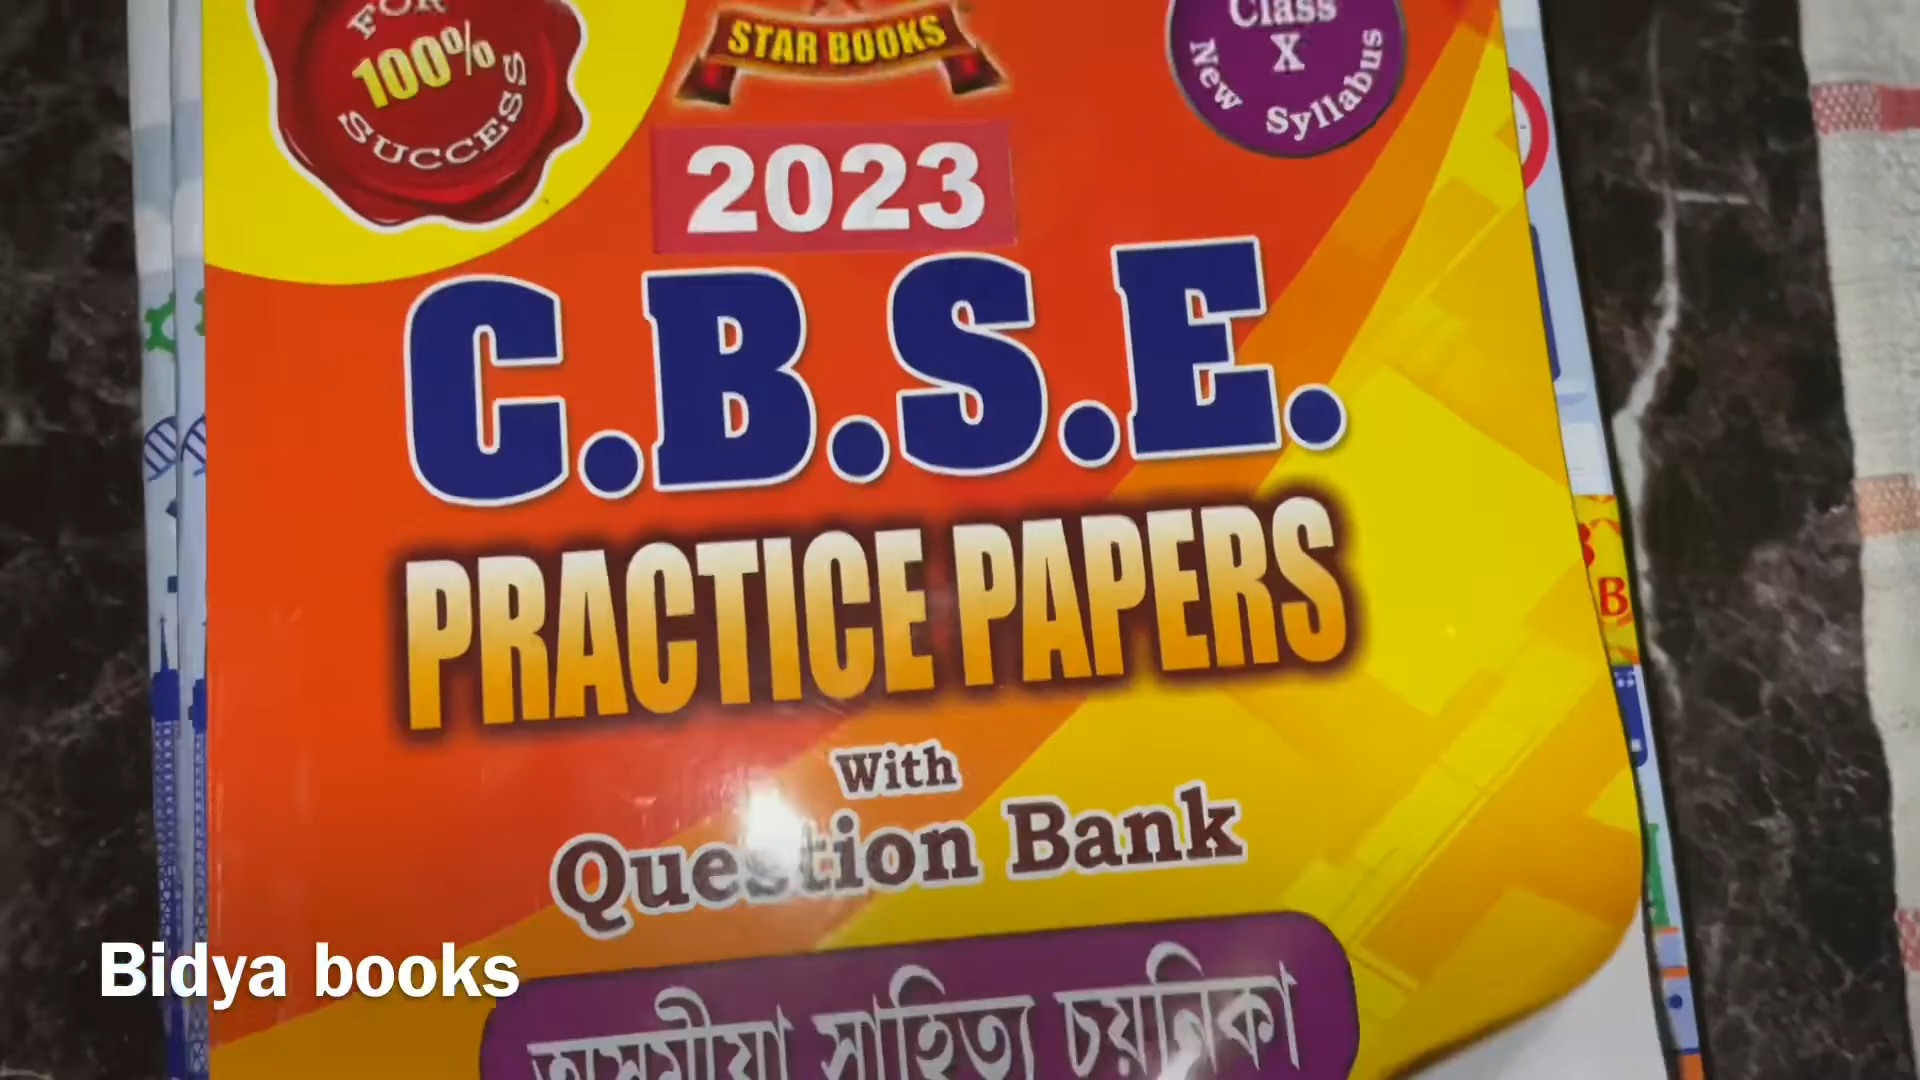 FOR
100%
SUCCESS
STAR BOOKS
Class
X
New Syllabus
2023
C.B.S.E.
PRACTICE PAPERS
With
Question Bank
অসমীয়া সাহিত্য চয়নিকা
Bidya books
B